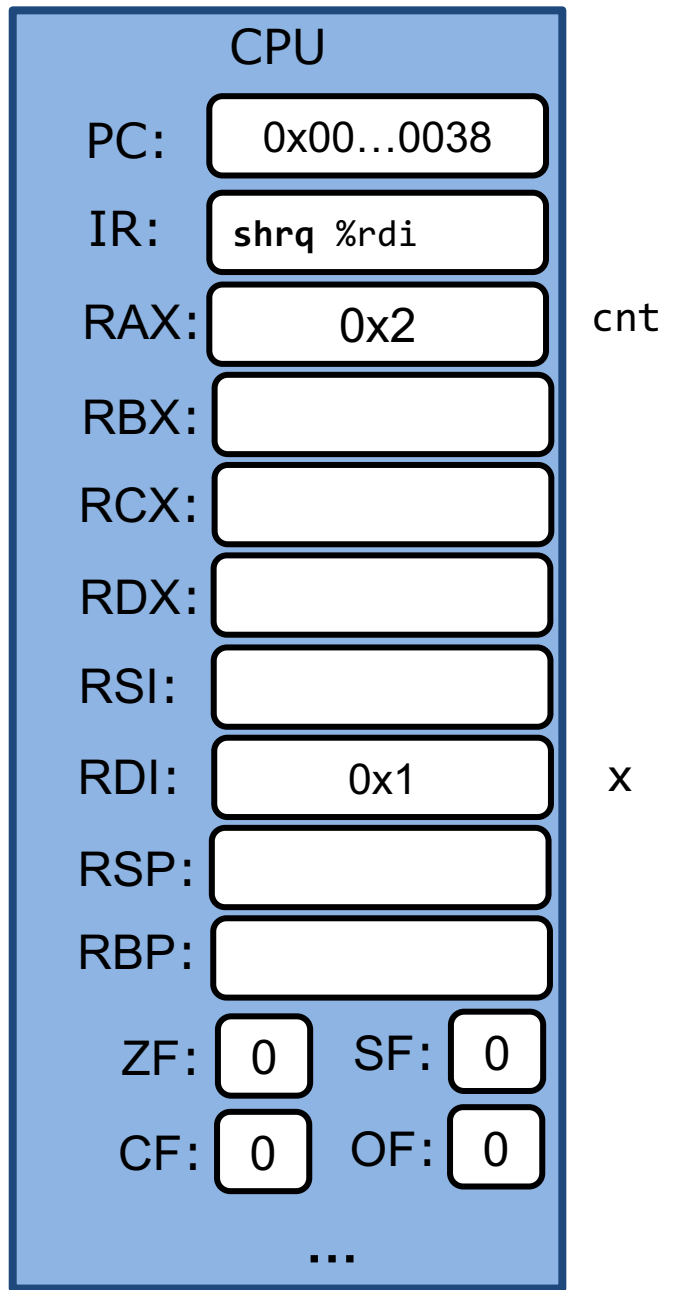 CPU
PC: 0x00...0038
IR: shrq %rdi
RAX: 0x2 cnt
RBX:
RCX:
RDX:
RSI:
RDI: 0x1 x
RSP:
RBP:
ZF: 0 SF: 0
CF: 0 OF: 0
...